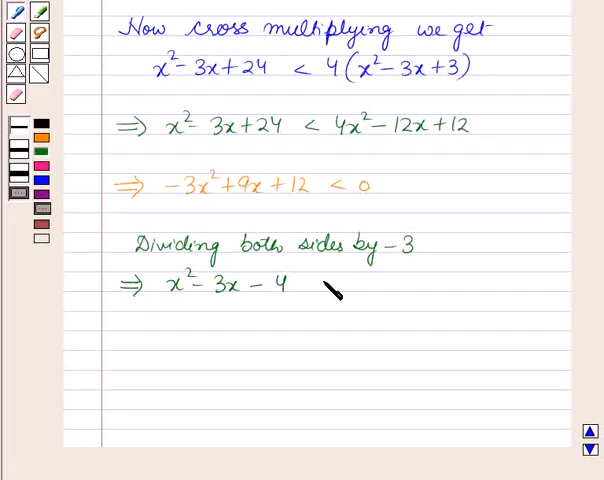 Now cross multiplying we get
x² - 3x + 24 < 4(x² - 3x + 3)
⇒ x² - 3x + 24 < 4x² - 12x + 12
⇒ -3x² + 9x + 12 < 0
Dividing both sides by -3
⇒ x² - 3x - 4